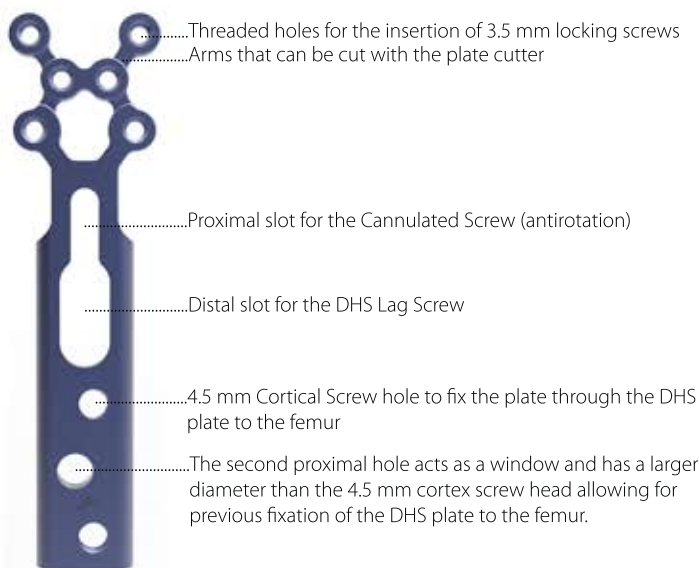 Threaded holes for the insertion of 3.5 mm locking screws
Arms that can be cut with the plate cutter
Proximal slot for the Cannulated Screw (antirotation)
Distal slot for the DHS Lag Screw
4.5 mm Cortical Screw hole to fix the plate through the DHS
plate to the femur
The second proximal hole acts as a window and has a larger
diameter than the 4.5 mm cortex screw head allowing for
previous fixation of the DHS plate to the femur.